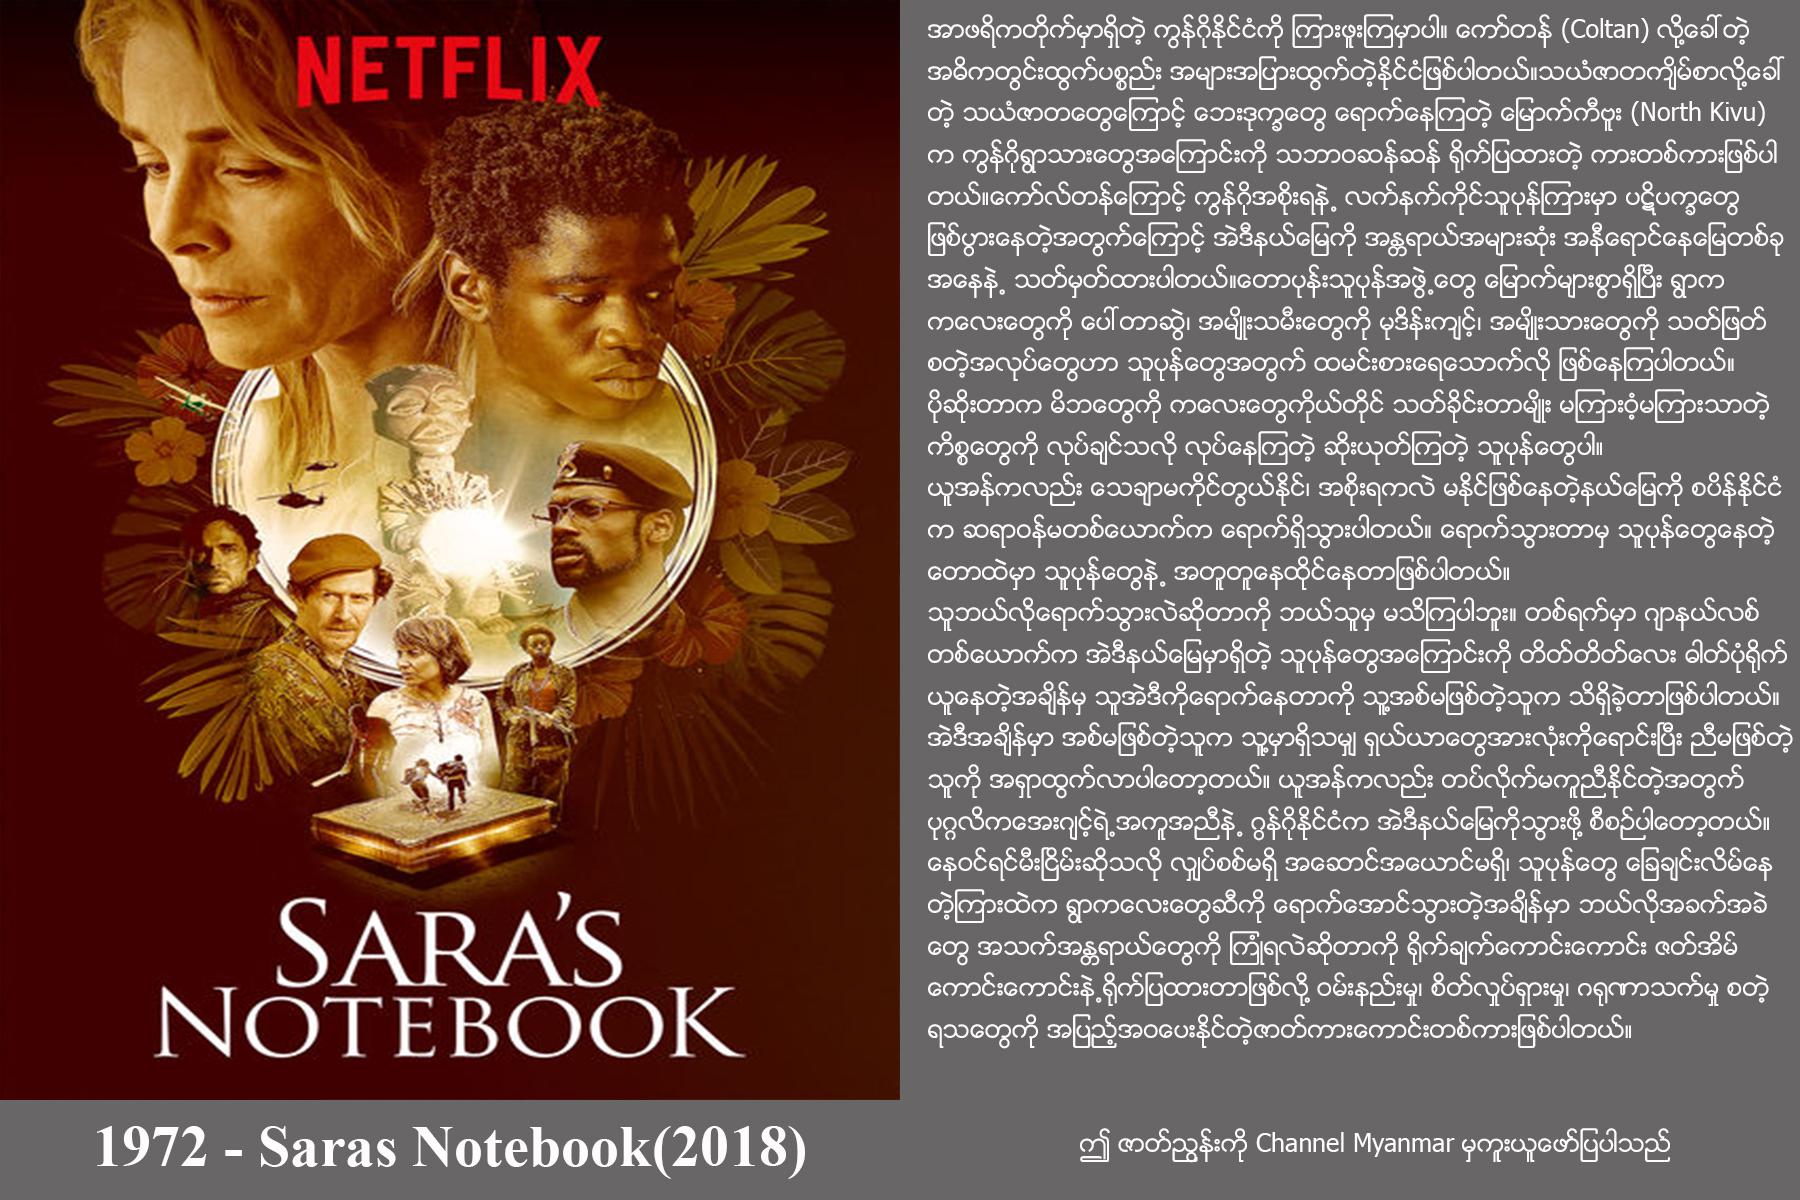 NETFLIX
SARA'S
NOTEBOOK
1972 - Saras Notebook(2018)
အာဖရိကတိုက်မှာရှိတဲ့ ကွန်ဂိုနိုင်ငံကို ကြားဖူးကြမှာပါ။ ကော်တန် (Coltan) လို့ခေါ်တဲ့
အဓိကတွင်းထွက်ပစ္စည်း အများအပြားထွက်တဲ့နိုင်ငံဖြစ်ပါတယ်။သယံဇာတကျိမ်စာလို့ခေါ်
တဲ့ သယံဇာတတွေကြောင့် ဘေးဒုက္ခတွေ ရောက်နေကြတဲ့ မြောက်ကီဗူး (North Kivu)
က ကွန်ဂိုရွာသားတွေအကြောင်းကို သဘာဝဆန်ဆန် ရိုက်ပြထားတဲ့ ကားတစ်ကားဖြစ်ပါ
တယ်။ကော်လ်တန်ကြောင့် ကွန်ဂိုအစိုးရနဲ့ လက်နက်ကိုင်သူပုန်ကြားမှာ ပဋိပက္ခတွေ
ဖြစ်ပွားနေတဲ့အတွက်ကြောင့် အဲဒီနယ်မြေကို အန္တရာယ်အများဆုံး အနီရောင်နေမြေတစ်ခု
အနေနဲ့ သတ်မှတ်ထားပါတယ်။တောပုန်းသူပုန်အဖွဲ့တွေ မြောက်များစွာရှိပြီး ရွာက
ကလေးတွေကို ပေါ်တာဆွဲ၊ အမျိုးသမီးတွေကို မုဒိန်းကျင့်၊ အမျိုးသားတွေကို သတ်ဖြတ်
စတဲ့အလုပ်တွေဟာ သူပုန်တွေအတွက် ထမင်းစားရေသောက်လို ဖြစ်နေကြပါတယ်။
ပိုဆိုးတာက မိဘတွေကို ကလေးတွေကိုယ်တိုင် သတ်ခိုင်းတာမျိုး မကြားဝံ့မကြားသာတဲ့
ကိစ္စတွေကို လုပ်ချင်သလို လုပ်နေကြတဲ့ ဆိုးယုတ်ကြတဲ့ သူပုန်တွေပါ။
ယူအန်ကလည်း သေချာမကိုင်တွယ်နိုင်၊ အစိုးရကလဲ မနိုင်ဖြစ်နေတဲ့နယ်မြေကို စပိန်နိုင်ငံ
က ဆရာဝန်မတစ်ယောက်က ရောက်ရှိသွားပါတယ်။ ရောက်သွားတာမှ သူပုန်တွေနေတဲ့
တောထဲမှာ သူပုန်တွေနဲ့ အတူတူနေထိုင်နေတာဖြစ်ပါတယ်။
သူဘယ်လိုရောက်သွားလဲဆိုတာကို ဘယ်သူမှ မသိကြပါဘူး။ တစ်ရက်မှာ ဂျာနယ်လစ်
တစ်ယောက်က အဲဒီနယ်မြေမှာရှိတဲ့ သူပုန်တွေအကြောင်းကို တိတ်တိတ်လေး ဓါတ်ပုံရိုက်
ယူနေတဲ့အချိန်မှ သူအဲဒီကိုရောက်နေတာကို သူ့အစ်မဖြစ်တဲ့သူက သိရှိခဲ့တာဖြစ်ပါတယ်။
အဲဒီအချိန်မှာ အစ်မဖြစ်တဲ့သူက သူ့မှာရှိသမျှ ရှယ်ယာတွေအားလုံးကိုရောင်းပြီး ညီမဖြစ်တဲ့
သူကို အရှာထွက်လာပါတော့တယ်။ ယူအန်ကလည်း တပ်လိုက်မကူညီနိုင်တဲ့အတွက်
ပုဂ္ဂလိကအေးဂျင့်ရဲ့အကူအညီနဲ့ ဂွန်ဂိုနိုင်ငံက အဲဒီနယ်မြေကိုသွားဖို့ စီစဉ်ပါတော့တယ်။
နေဝင်ရင်မီးငြိမ်းဆိုသလို လျှပ်စစ်မရှိ အဆောင်အယောင်မရှိ၊ သူပုန်တွေ ခြေချင်းလိမ်နေ
တဲ့ကြားထဲက ရွာကလေးတွေဆီကို ရောက်အောင်သွားတဲ့အချိန်မှာ ဘယ်လိုအခက်အခဲ
တွေ အသက်အန္တရာယ်တွေကို ကြုံရလဲဆိုတာကို ရိုက်ချက်ကောင်းကောင်း ဇတ်အိမ်
ကောင်းကောင်းနဲ့ရိုက်ပြထားတာဖြစ်လို့ ဝမ်းနည်းမှု၊ စိတ်လှုပ်ရှားမှု၊ ဂရုဏာသက်မှု စတဲ့
ရသတွေကို အပြည့်အဝပေးနိုင်တဲ့ဇာတ်ကားကောင်းတစ်ကားဖြစ်ပါတယ်။
ဤ ဇာတ်ညွှန်းကို Channel Myanmar မှကူးယူဖော်ပြပါသည်